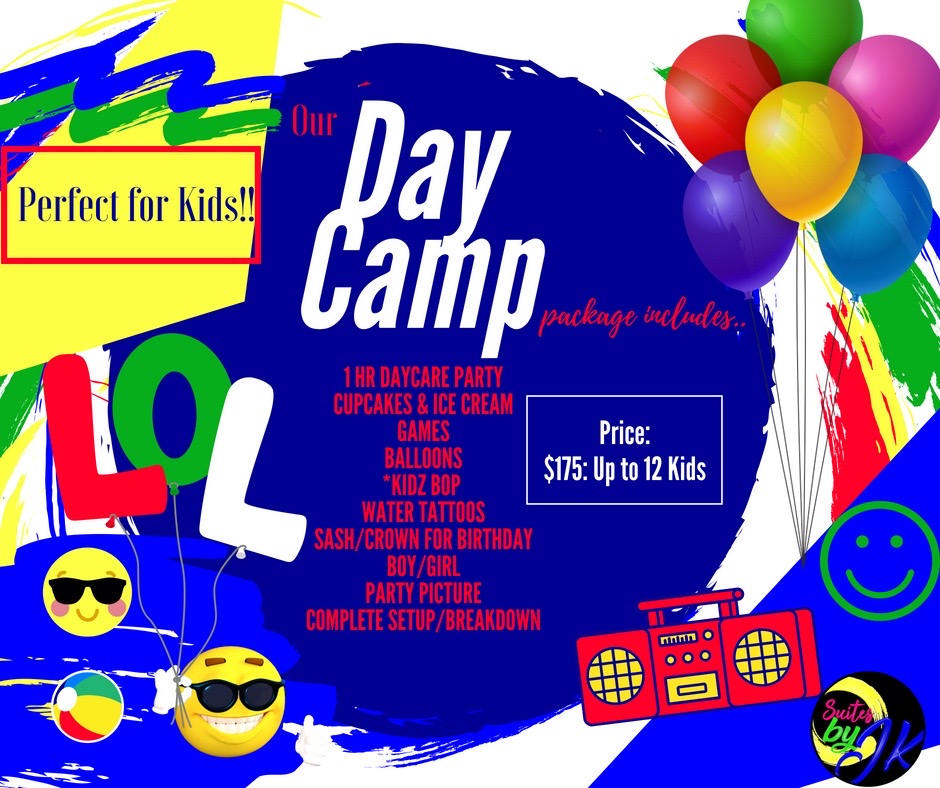 Our
Day
Camp
package includes..
Perfect for Kids!!
LOL
1 HR DAYCARE PARTY
CUPCAKES & ICE CREAM
GAMES
BALLOONS
*KIDZ BOP
WATER TATTOOS
SASH/CROWN FOR BIRTHDAY
BOY/GIRL
PARTY PICTURE
COMPLETE SETUP/BREAKDOWN
Price:
$175: Up to 12 Kids
Suites
by
JK